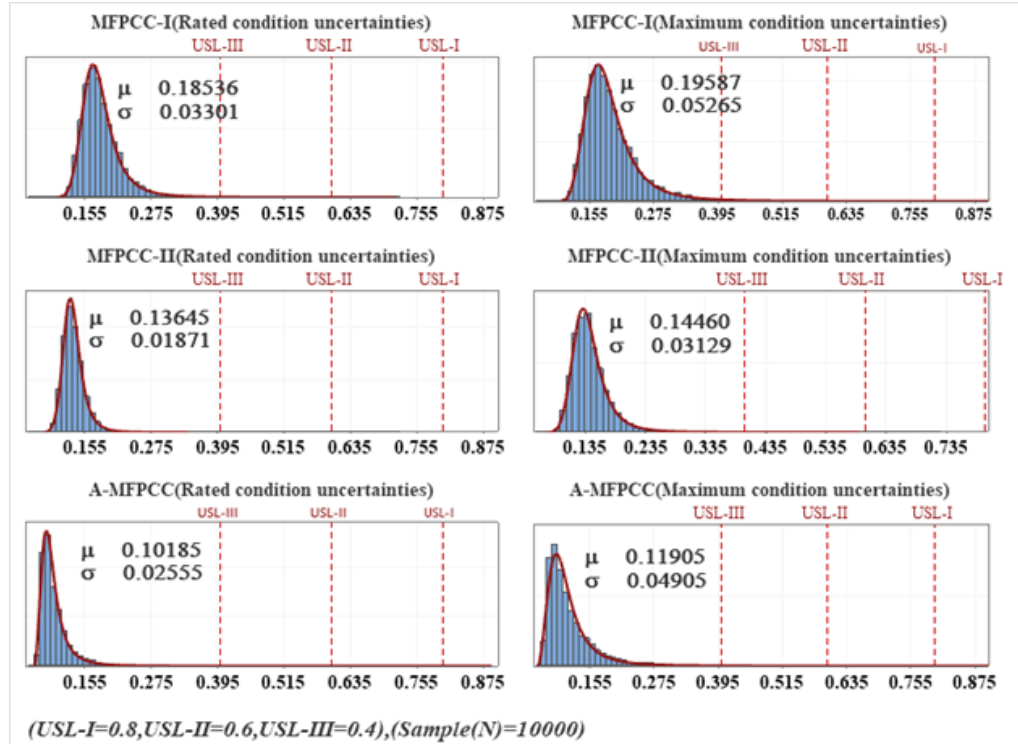 MFPCC-I(Rated condition uncertainties)
USL-III USL-II USL-I
μ 0.18536
σ 0.03301
0.155 0.275 0.395 0.515 0.635 0.755 0.875
MFPCC-I(Maximum condition uncertainties)
USL-III USL-II USL-I
μ 0.19587
σ 0.05265
0.155 0.275 0.395 0.515 0.635 0.755 0.875
MFPCC-II(Rated condition uncertainties)
USL-III USL-II USL-I
μ 0.13645
σ 0.01871
0.155 0.275 0.395 0.515 0.635 0.755 0.875
MFPCC-II(Maximum condition uncertainties)
USL-III USL-II USL-I
μ 0.14460
σ 0.03129
0.135 0.235 0.335 0.435 0.535 0.635 0.735
A-MFPCC(Rated condition uncertainties)
USL-III USL-II USL-I
μ 0.10185
σ 0.02555
0.155 0.275 0.395 0.515 0.635 0.755 0.875
A-MFPCC(Maximum condition uncertainties)
USL-III USL-II USL-I
μ 0.11905
σ 0.04905
0.155 0.275 0.395 0.515 0.635 0.755 0.875
(USL-I=0.8,USL-II=0.6,USL-III=0.4),(Sample(N)=10000)